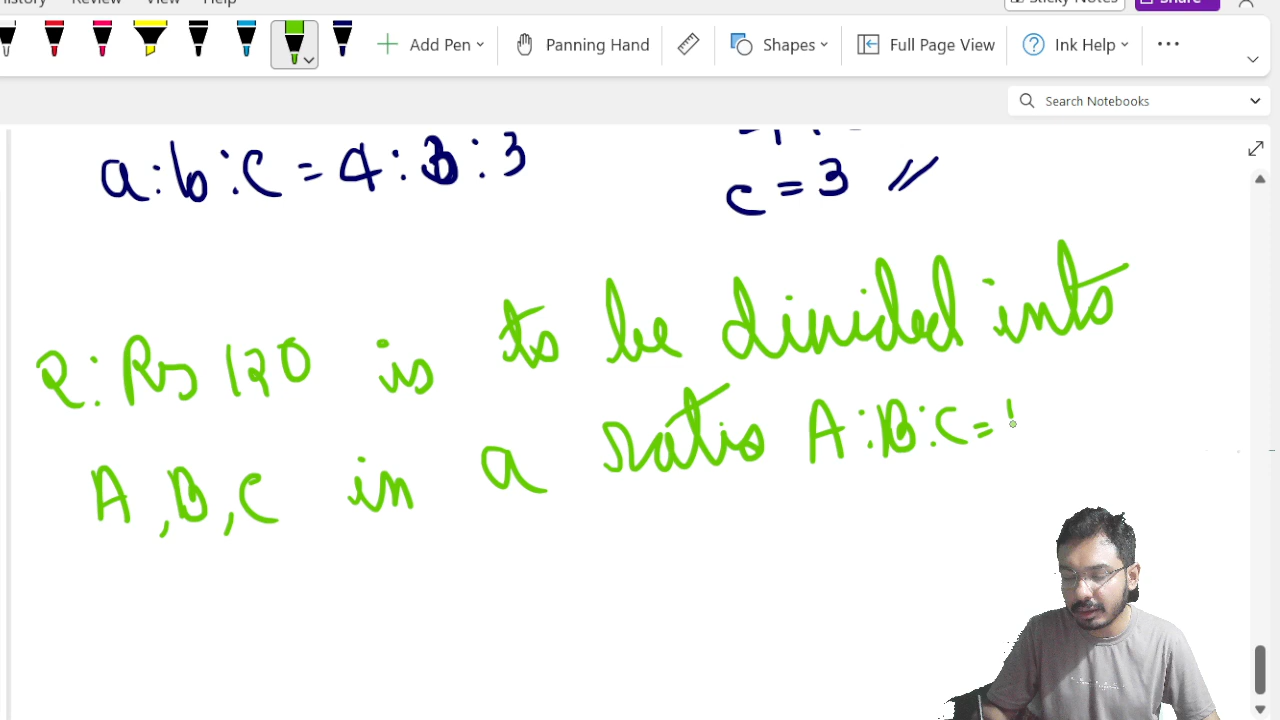 History Review View Help Sticky Notes Share
Add Pen Panning Hand Shapes Full Page View Ink Help
Search Notebooks
a:b:c = 4:3:3
c = 3 //
Q: Rs 120 is to be divided into
A, B, C in a ratio A:B:C =